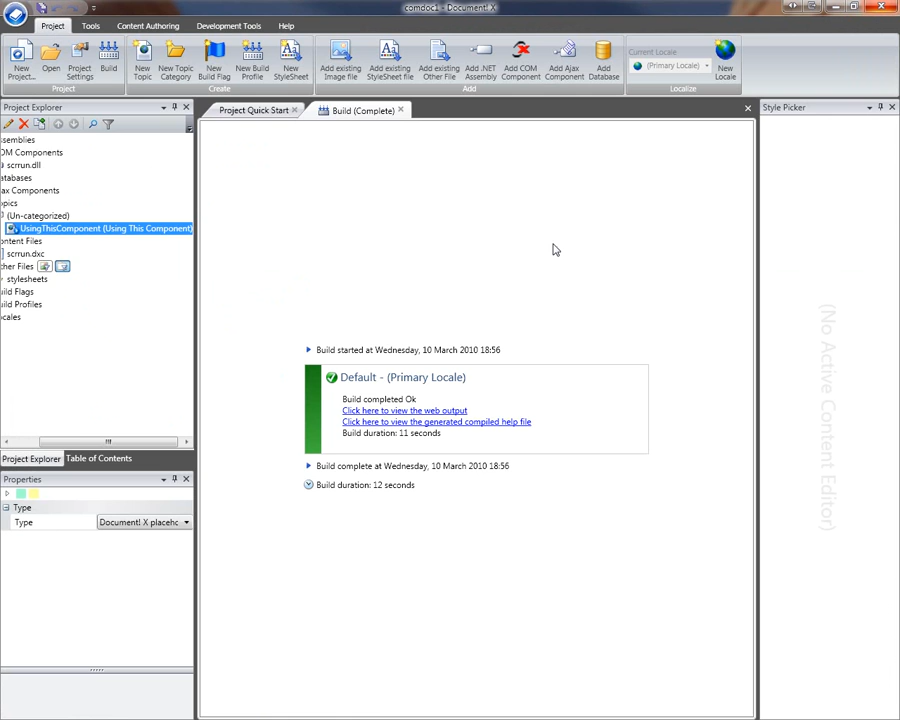 comdoc1 - Document! X
Project Tools Content Authoring Development Tools Help
New Project... Open Project Settings Build New Topic New Topic Category New Build Flag New Build Profile New StyleSheet Add existing Image file Add existing StyleSheet file Add existing Other File Add .NET Assembly Add COM Component Add Ajax Component Add Database Current Locale: (Primary Locale) New Locale
Project Create Add Localize
Project Explorer
Project Quick Start Build (Complete)
Style Picker
ssemblies
OM Components
scrrun.dll
atabases
ax Components
opics
(Un-categorized)
UsingThisComponent (Using This Component)
ontent Files
scrrun.dxc
ther Files
stylesheets
uild Flags
uild Profiles
ocales
Project Explorer Table of Contents
Properties
Type
Type Document! X placehc
Build started at Wednesday, 10 March 2010 18:56
Default - (Primary Locale)
Build completed Ok
Click here to view the web output
Click here to view the generated compiled help file
Build duration: 11 seconds
Build complete at Wednesday, 10 March 2010 18:56
Build duration: 12 seconds
(No Active Content Editor)